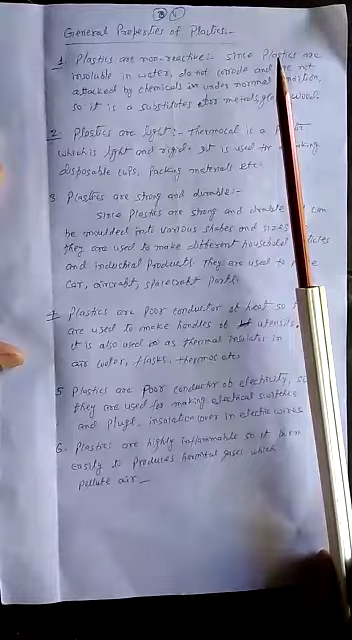 B V
General Properties of Plastics:-
1. Plastics are non-reactive:- Since Plastics are
insoluble in water, do not corrode and are not
attacked by chemicals in under normal condition,
so it is a substitutes for metals, wood.
2. Plastics are light:- Thermocal is a
which is light and rigid. It is used in
disposable cups, Packing materials etc.
3 Plastics are strong and durable:-
Since Plastics are strong and drable can
be moulded into various shapes and sizes
they are used to make different household
and industrial Products. They are used to
car, aircraft, spacecraft parts.
4 Plastics are Poor conductor of heat so
are used to make handles of utensils.
it is also used as thermal insulator in
air cooler, flasks, thermos etc
5 Plastics are Poor conductor of electricity, so
they are used for making electrical switches
and plugs, insulation cover in electric wires
6. Plastics are highly inflammable so it burn
easily & Produces harmful gases which
pollute air